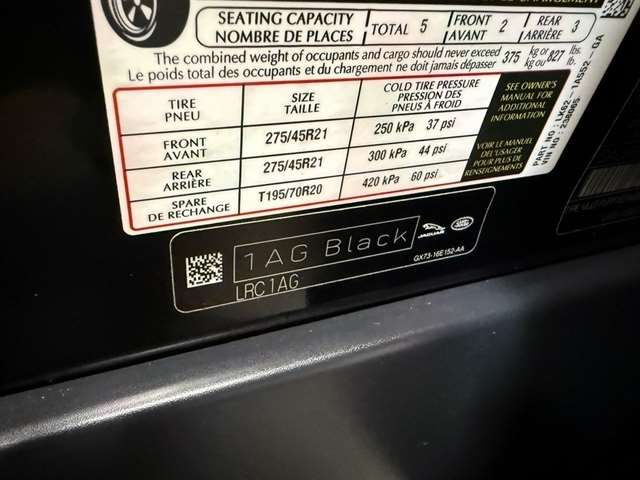 SEATING CAPACITY
NOMBRE DE PLACES
TOTAL 5
FRONT
AVANT 2
REAR
ARRIÈRE 3
The combined weight of occupants and cargo should never exceed 375 kg or 827 lbs.
Le poids total des occupants et du chargement ne doit jamais dépasser kg ou lb.
TIRE
PNEU
SIZE
TAILLE
COLD TIRE PRESSURE
PRESSION DES
PNEUS À FROID
FRONT
AVANT
275/45R21
250 kPa 37 psi
REAR
ARRIÈRE
275/45R21
300 kPa 44 psi
SPARE
DE RECHANGE
T195/70R20
420 kPa 60 psi
SEE OWNER'S
MANUAL FOR
ADDITIONAL
INFORMATION
VOIR LE MANUEL
DE L'USAGER
POUR PLUS DE
RENSEIGNEMENTS
1AG Black
JAGUAR
LAND ROVER
GX73-16E152-AA
LRC1AG